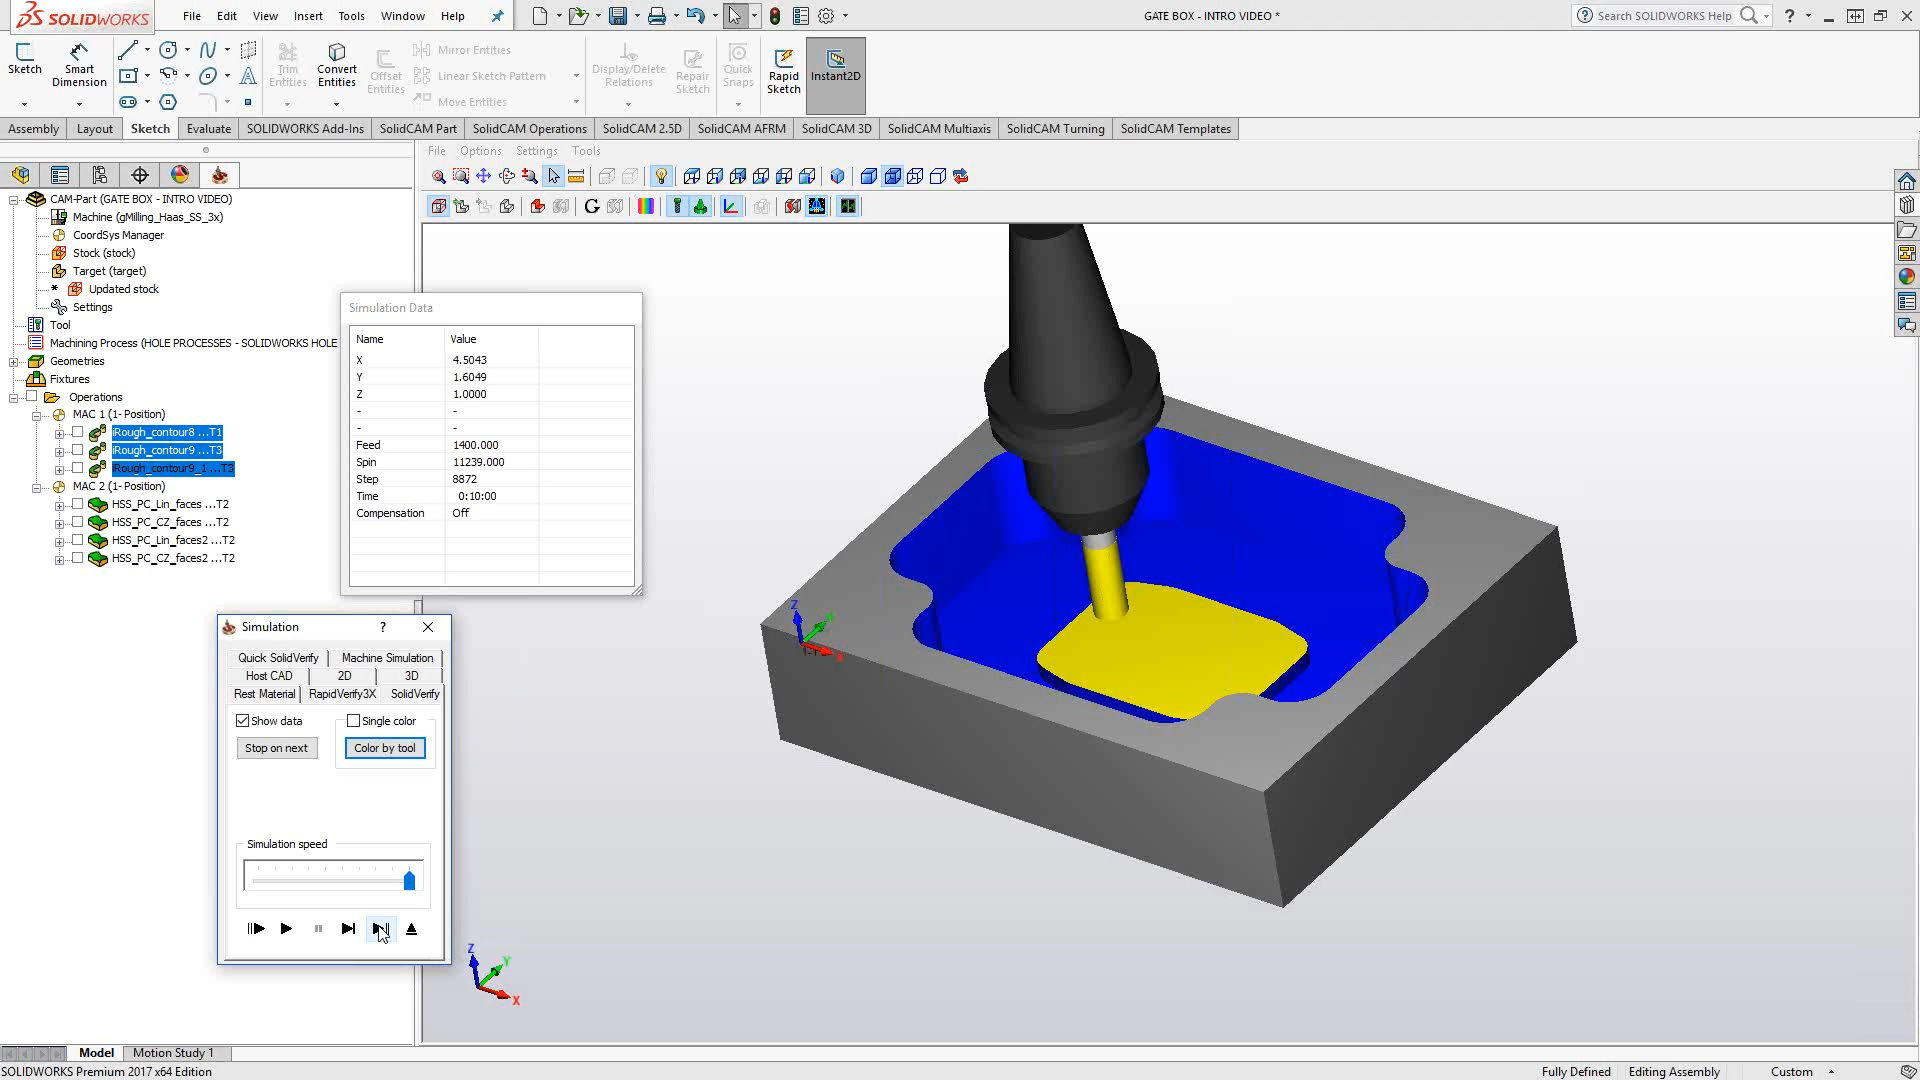 SOLIDWORKS
File Edit View Insert Tools Window Help
GATE BOX - INTRO VIDEO *
Search SOLIDWORKS Help
Sketch
Smart Dimension
Trim Entities
Convert Entities
Offset Entities
Mirror Entities
Linear Sketch Pattern
Move Entities
Display/Delete Relations
Repair Sketch
Quick Snaps
Rapid Sketch
Instant2D
Assembly Layout Sketch Evaluate SOLIDWORKS Add-Ins SolidCAM Part SolidCAM Operations SolidCAM 2.5D SolidCAM AFRM SolidCAM 3D SolidCAM Multiaxis SolidCAM Turning SolidCAM Templates
File Options Settings Tools
CAM-Part (GATE BOX - INTRO VIDEO)
Machine (gMilling_Haas_SS_3x)
CoordSys Manager
Stock (stock)
Target (target)
* Updated stock
Settings
Tool
Machining Process (HOLE PROCESSES - SOLIDWORKS HOLE
Geometries
Fixtures
Operations
MAC 1 (1- Position)
iRough_contour8 ...T1
iRough_contour9 ...T3
iRough_contour9_1 ...T3
MAC 2 (1- Position)
HSS_PC_Lin_faces ...T2
HSS_PC_CZ_faces ...T2
HSS_PC_Lin_faces2 ...T2
HSS_PC_CZ_faces2 ...T2
Simulation Data
Name Value
X 4.5043
Y 1.6049
Z 1.0000
- -
- -
Feed 1400.000
Spin 11239.000
Step 8872
Time 0:10:00
Compensation Off
Simulation ?
Quick SolidVerify Machine Simulation
Host CAD 2D 3D
Rest Material RapidVerify3X SolidVerify
Show data Single color
Stop on next Color by tool
Simulation speed
Z
Z
Y
X
Model Motion Study 1
SOLIDWORKS Premium 2017 x64 Edition
Fully Defined Editing Assembly Custom